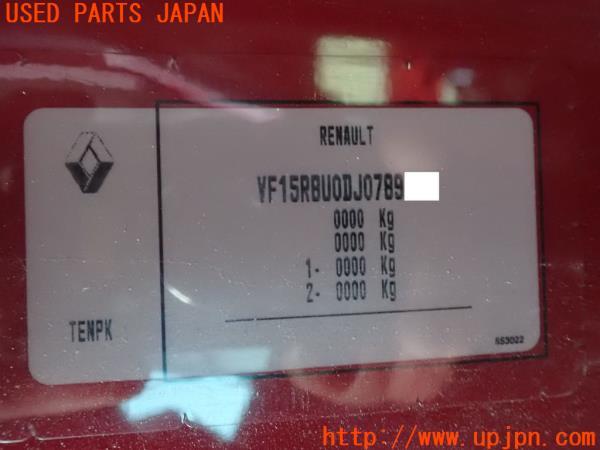 USED PARTS JAPAN
RENAULT
VF15RBU0DJ0789
0000 Kg
0000 Kg
1- 0000 Kg
2- 0000 Kg
TENPK
553022
http://www.upjpn.com